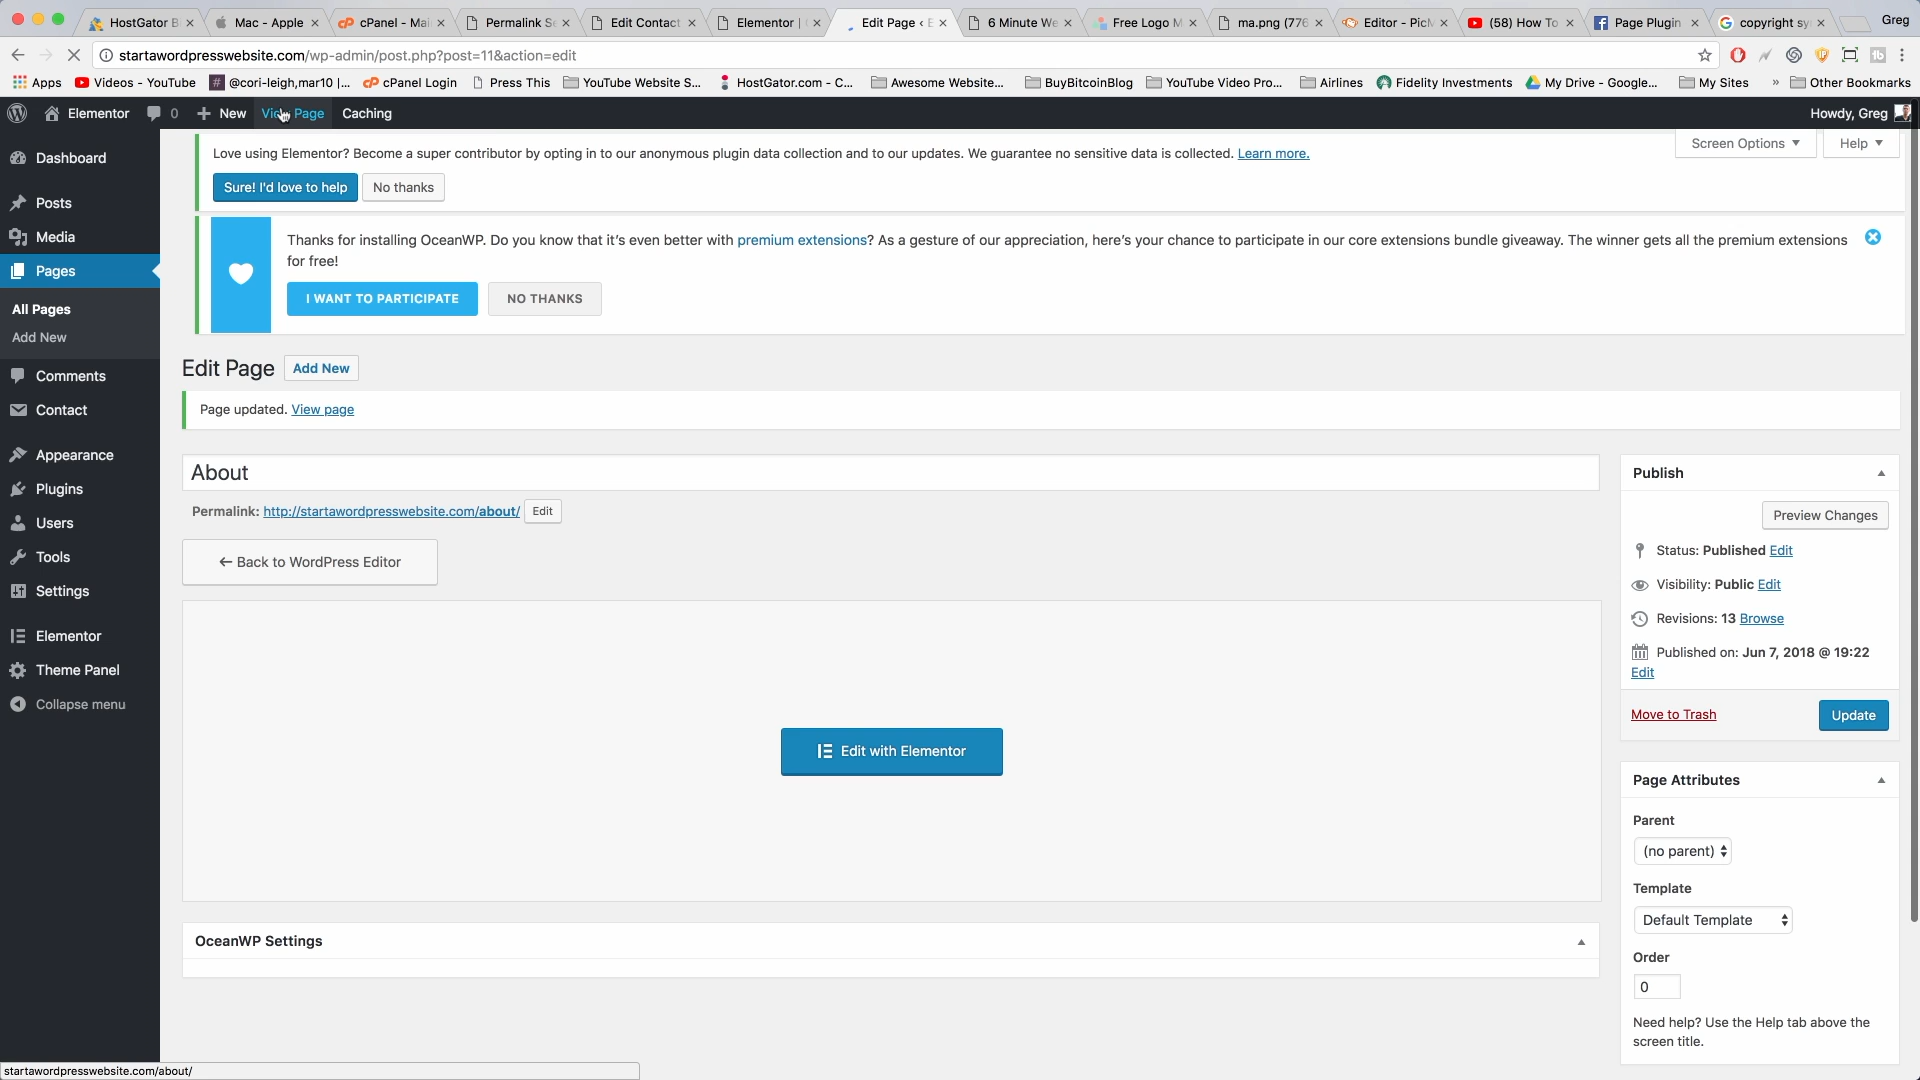 HostGator B
Mac - Apple
cPanel - Mai
Permalink Se
Edit Contact
Elementor |
Edit Page ‹ E
6 Minute We
Free Logo M
ma.png (776
Editor - PicM
(58) How To
Page Plugin
copyright sy
Greg
startawordpresswebsite.com/wp-admin/post.php?post=11&action=edit
Apps Videos - YouTube @cori-leigh,mar10 |... cPanel Login Press This YouTube Website S... HostGator.com - C... Awesome Website... BuyBitcoinBlog YouTube Video Pro... Airlines Fidelity Investments My Drive - Google... My Sites » Other Bookmarks
Elementor 0 + New View Page Caching Howdy, Greg
Love using Elementor? Become a super contributor by opting in to our anonymous plugin data collection and to our updates. We guarantee no sensitive data is collected. Learn more.
Screen Options
Help
Sure! I'd love to help
No thanks
Thanks for installing OceanWP. Do you know that it's even better with premium extensions? As a gesture of our appreciation, here's your chance to participate in our core extensions bundle giveaway. The winner gets all the premium extensions
for free!
I WANT TO PARTICIPATE
NO THANKS
Dashboard
Posts
Media
Pages
All Pages
Add New
Comments
Contact
Appearance
Plugins
Users
Tools
Settings
Elementor
Theme Panel
Collapse menu
Edit Page Add New
Page updated. View page
About
Permalink: http://startawordpresswebsite.com/about/ Edit
← Back to WordPress Editor
Edit with Elementor
OceanWP Settings
Publish
Preview Changes
Status: Published Edit
Visibility: Public Edit
Revisions: 13 Browse
Published on: Jun 7, 2018 @ 19:22
Edit
Move to Trash
Update
Page Attributes
Parent
(no parent)
Template
Default Template
Order
0
Need help? Use the Help tab above the
screen title.
startawordpresswebsite.com/about/